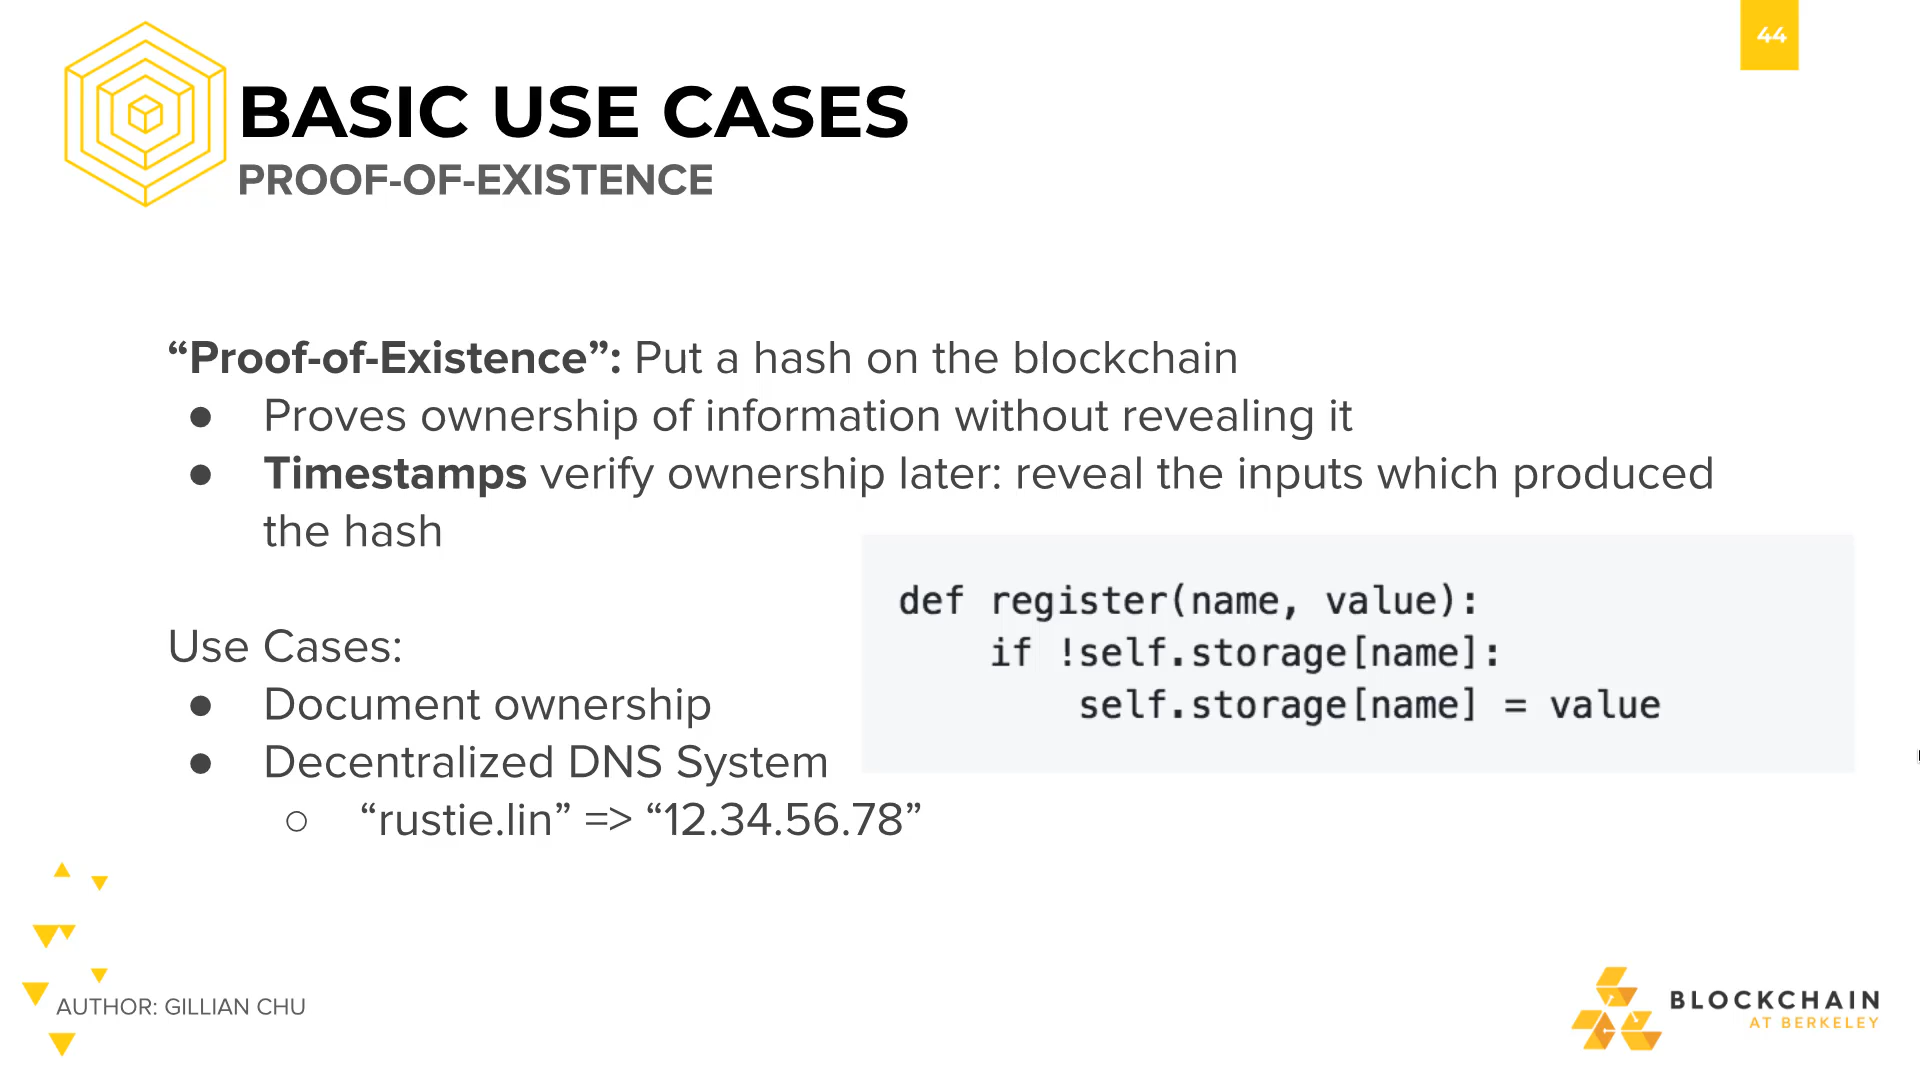 44
BASIC USE CASES
PROOF-OF-EXISTENCE
“Proof-of-Existence”: Put a hash on the blockchain
● Proves ownership of information without revealing it
● Timestamps verify ownership later: reveal the inputs which produced
the hash
def register(name, value):
    if !self.storage[name]:
        self.storage[name] = value
Use Cases:
● Document ownership
● Decentralized DNS System
○ “rustie.lin” => “12.34.56.78”
AUTHOR: GILLIAN CHU
BLOCKCHAIN
AT BERKELEY